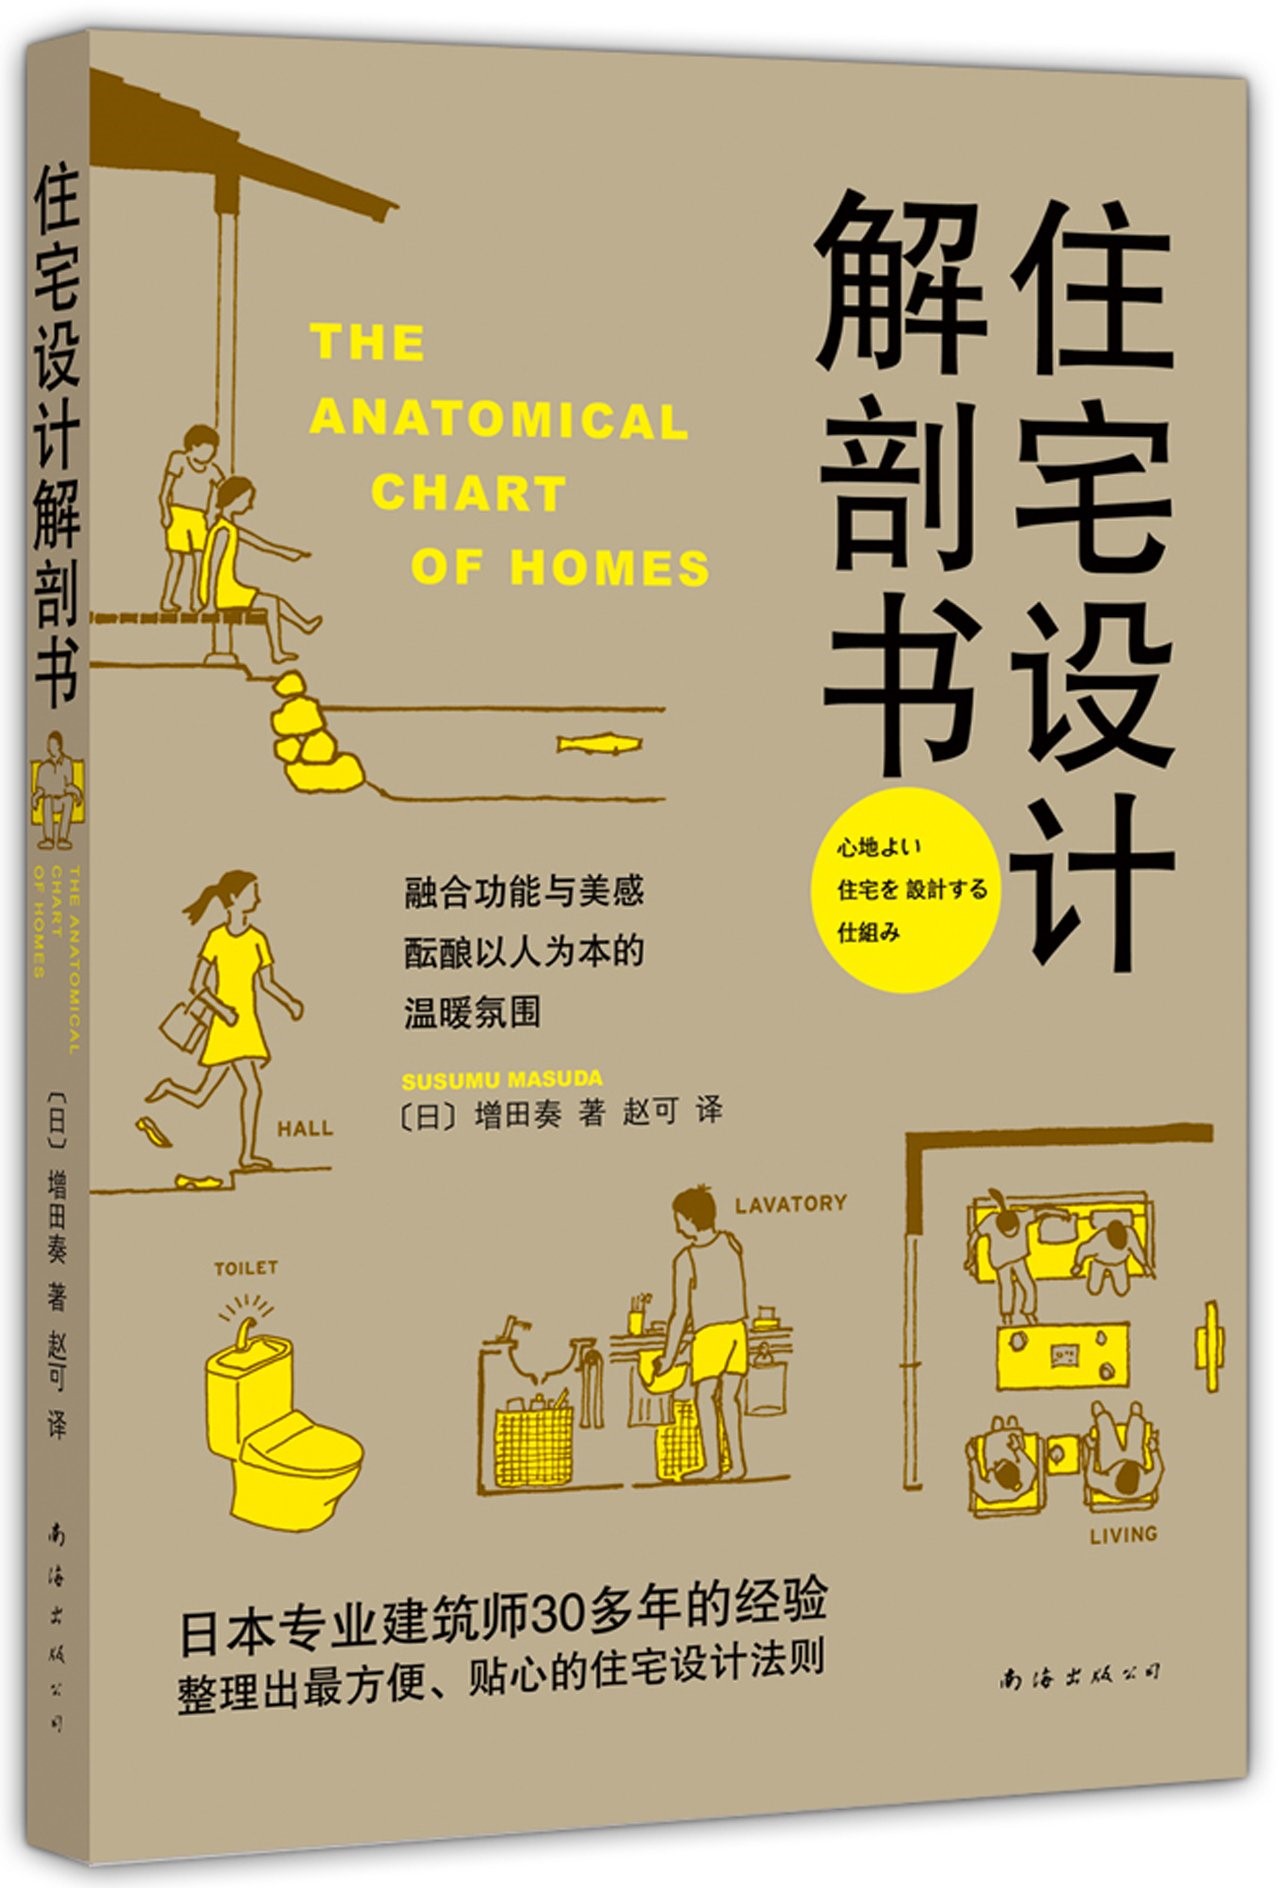 住宅设计
解剖书
心地よい
住宅を 設計する
仕組み
THE
ANATOMICAL
CHART
OF HOMES
融合功能与美感
酝酿以人为本的
温暖氛围
SUSUMU MASUDA
〔日〕增田奏 著 赵可 译
HALL
LAVATORY
TOILET
LIVING
日本专业建筑师30多年的经验
整理出最方便、贴心的住宅设计法则
南海出版公司
住宅设计解剖书
THE ANATOMICAL
CHART
OF HOMES
〔日〕增田奏 著 赵可 译
南海出版公司